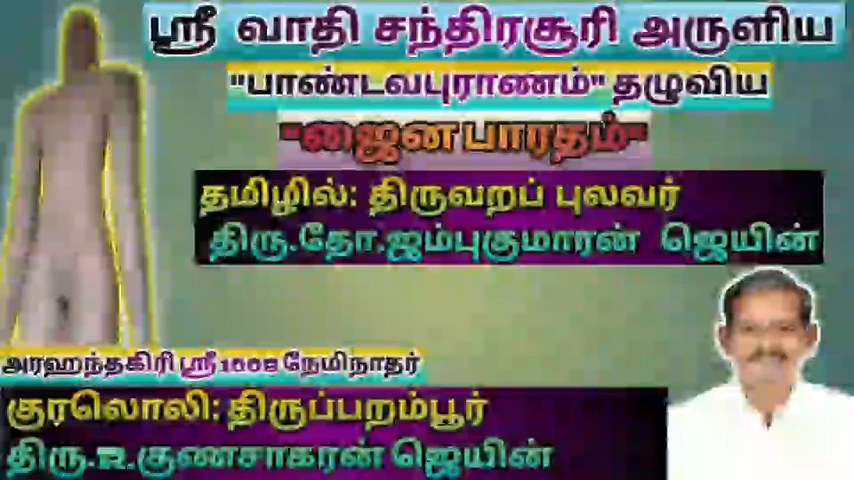 ஸ்ரீ வாதி சந்திரசூரி அருளிய
"பாண்டவபுராணம்" தழுவிய
"ஜைன பாரதம்"
தமிழில்: திருவறப் புலவர்
திரு.தோ.ஜம்புகுமாரன் ஜெயின்
அரஹந்தகிரி ஸ்ரீ 1008 நேமிநாதர்
குரலொலி: திருப்பறம்பூர்
திரு.உ.குணசாகரன் ஜெயின்